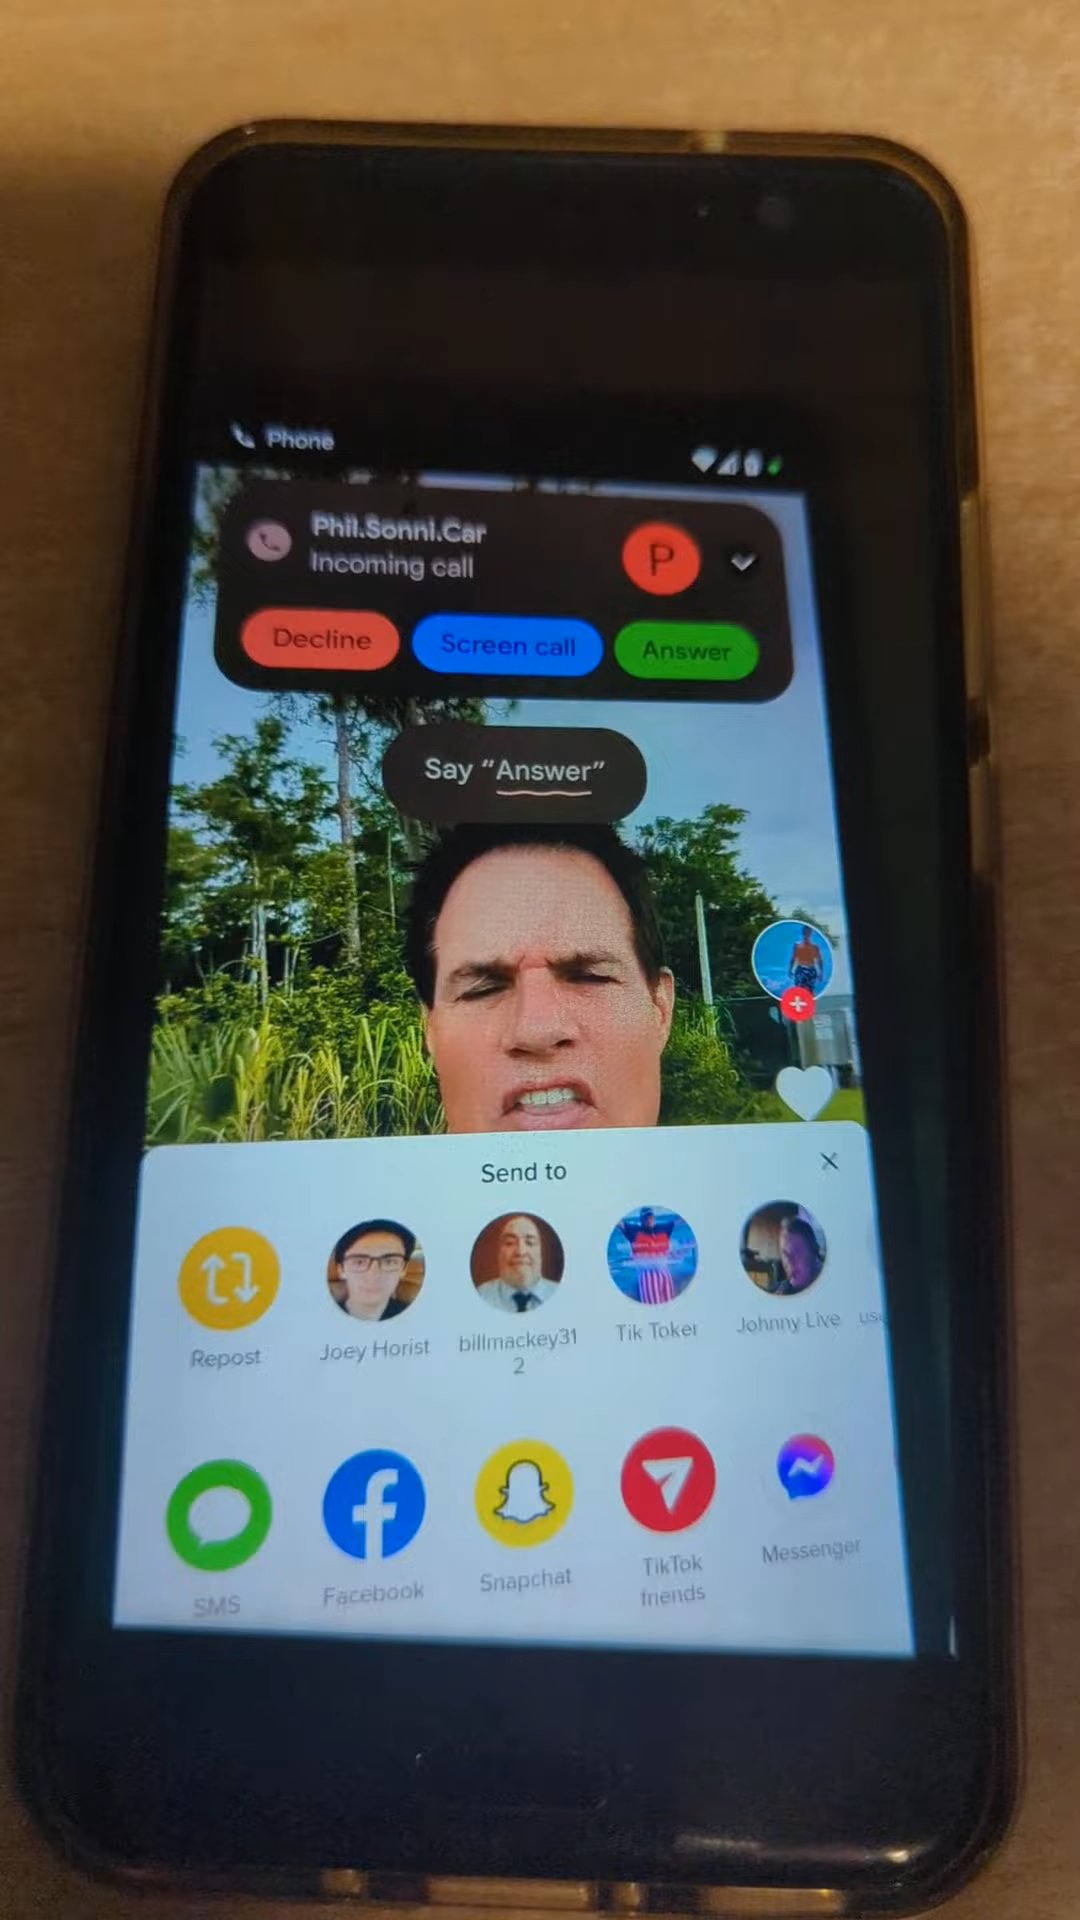 Phone
Phil.Sonni.Car
Incoming call
P
Decline
Screen call
Answer
Say “Answer”
Send to
Repost
Joey Horist
billmackey31
2
Tik Toker
Johnny Live
SMS
Facebook
Snapchat
TikTok
friends
Messenger